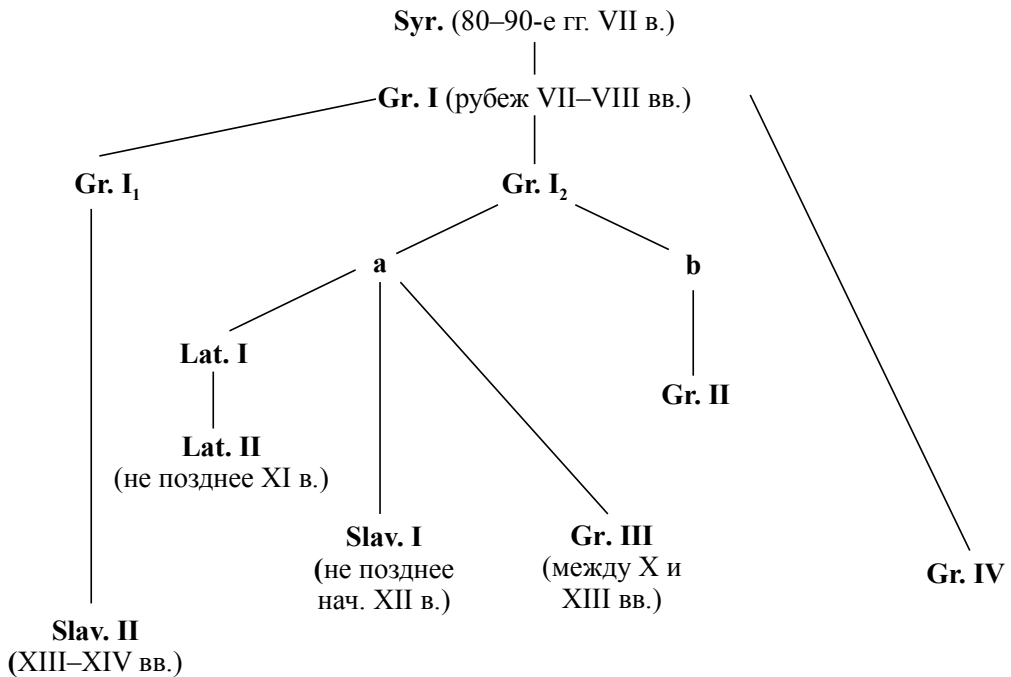 Syr. (80–90-е гг. VII в.)
Gr. I (рубеж VII–VIII вв.)
Gr. I₁
Gr. I₂
a
b
Lat. I
Gr. II
Lat. II
(не позднее XI в.)
Slav. I
(не позднее
нач. XII в.)
Gr. III
(между X и
XIII вв.)
Gr. IV
Slav. II
(XIII–XIV вв.)